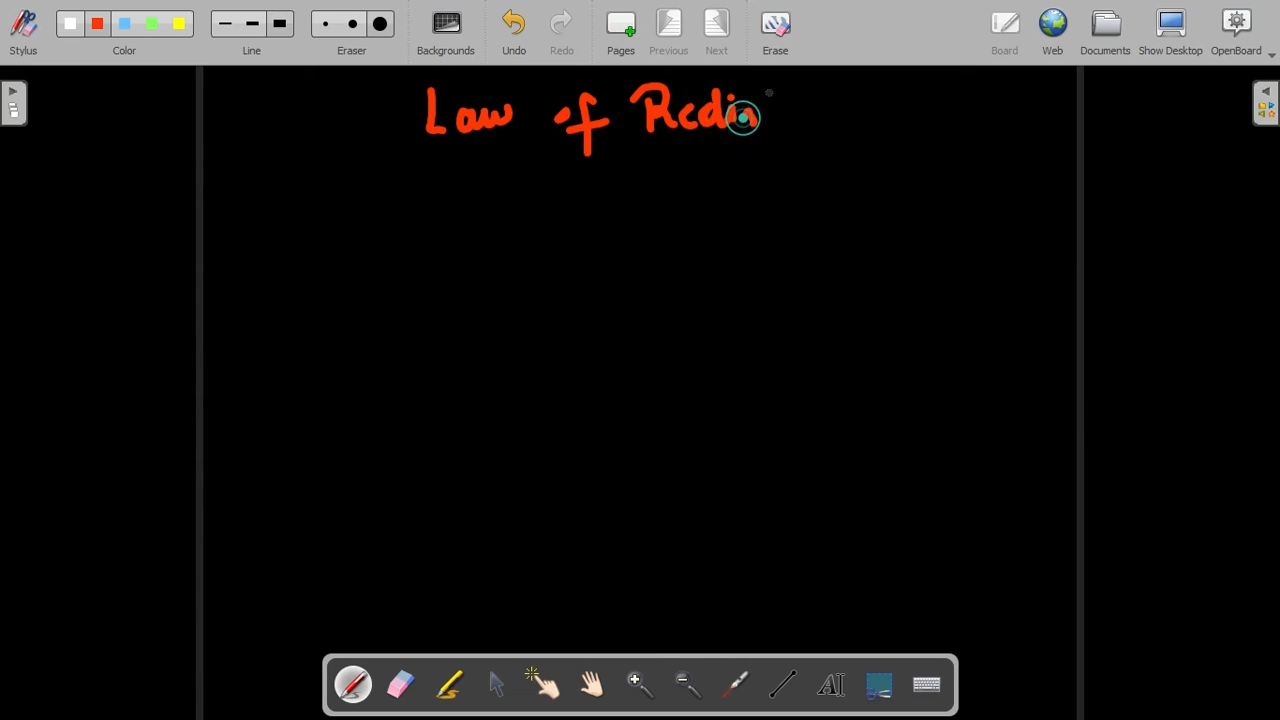 Stylus
Color
Line
Eraser
Backgrounds
Undo
Redo
Pages
Previous
Next
Erase
Board
Web
Documents
Show Desktop
OpenBoard
Law of